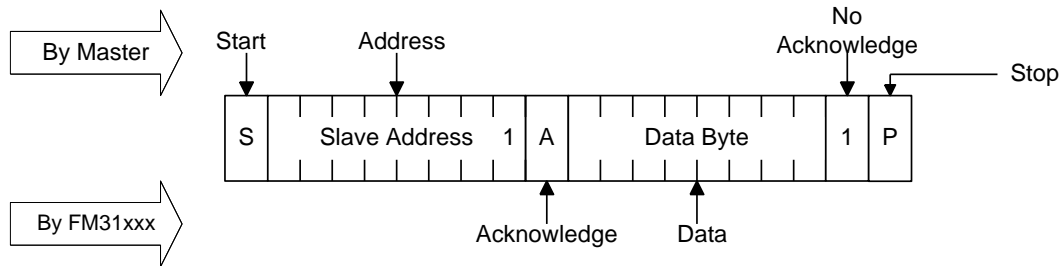 By Master
Start
Address
No
Acknowledge
Stop
S
Slave Address 1
A
Data Byte
1
P
By FM31xxx
Acknowledge
Data